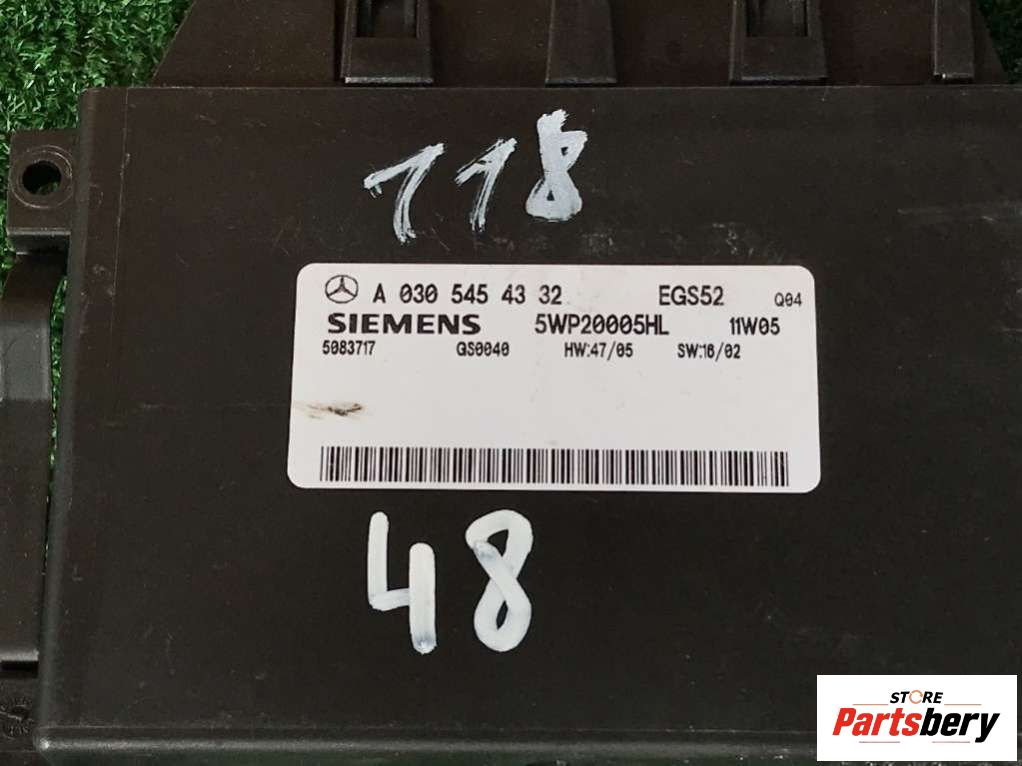 118
A 030 545 43 32 EGS52 Q04
SIEMENS 5WP20005HL 11W05
5083717 GS0040 HW:47/05 SW:16/02
48
STORE
Partsbery